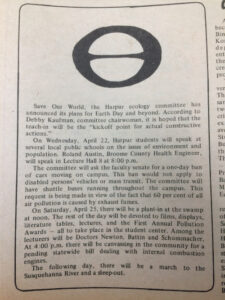 Save Our World, the Harpur ecology committee has
announced its plans for Earth Day and beyond. According to
Debby Kaufman, committee chairwoman, it is hoped that the
teach-in will be the "kickoff point for actual constructive
actions."
On Wednesday, April 22, Harpur students will speak at
several local public schools on the issue of environment and
population. Roland Austin, Broome County Health Engineer,
will speak in Lecture Hall 8 at 8:00 p.m.
The committee will ask the faculty senate for a one-day ban
of cars moving on campus. This ban would not apply to
disabled persons' vehicles or mass transit. The committee will
have shuttle buses running throughout the campus. This
request is being made in view of the fact that 60 per cent of all
air pollution is caused by exhaust fumes.
On Saturday, April 25, there will be a plant-in at the swamp
at noon. The rest of the day will be devoted to films, displays,
literature tables, lectures, and the First Annual Pollution
Awards — all to take place in the student center. Among the
lecturers will be Doctors Newton, Battin and Schummacher.
At 4:00 p.m. there will be canvassing in the community for a
pending statewide bill dealing with internal combustion
engines.
The following day, there will be a march to the
Susquehanna River and a sleep-out.